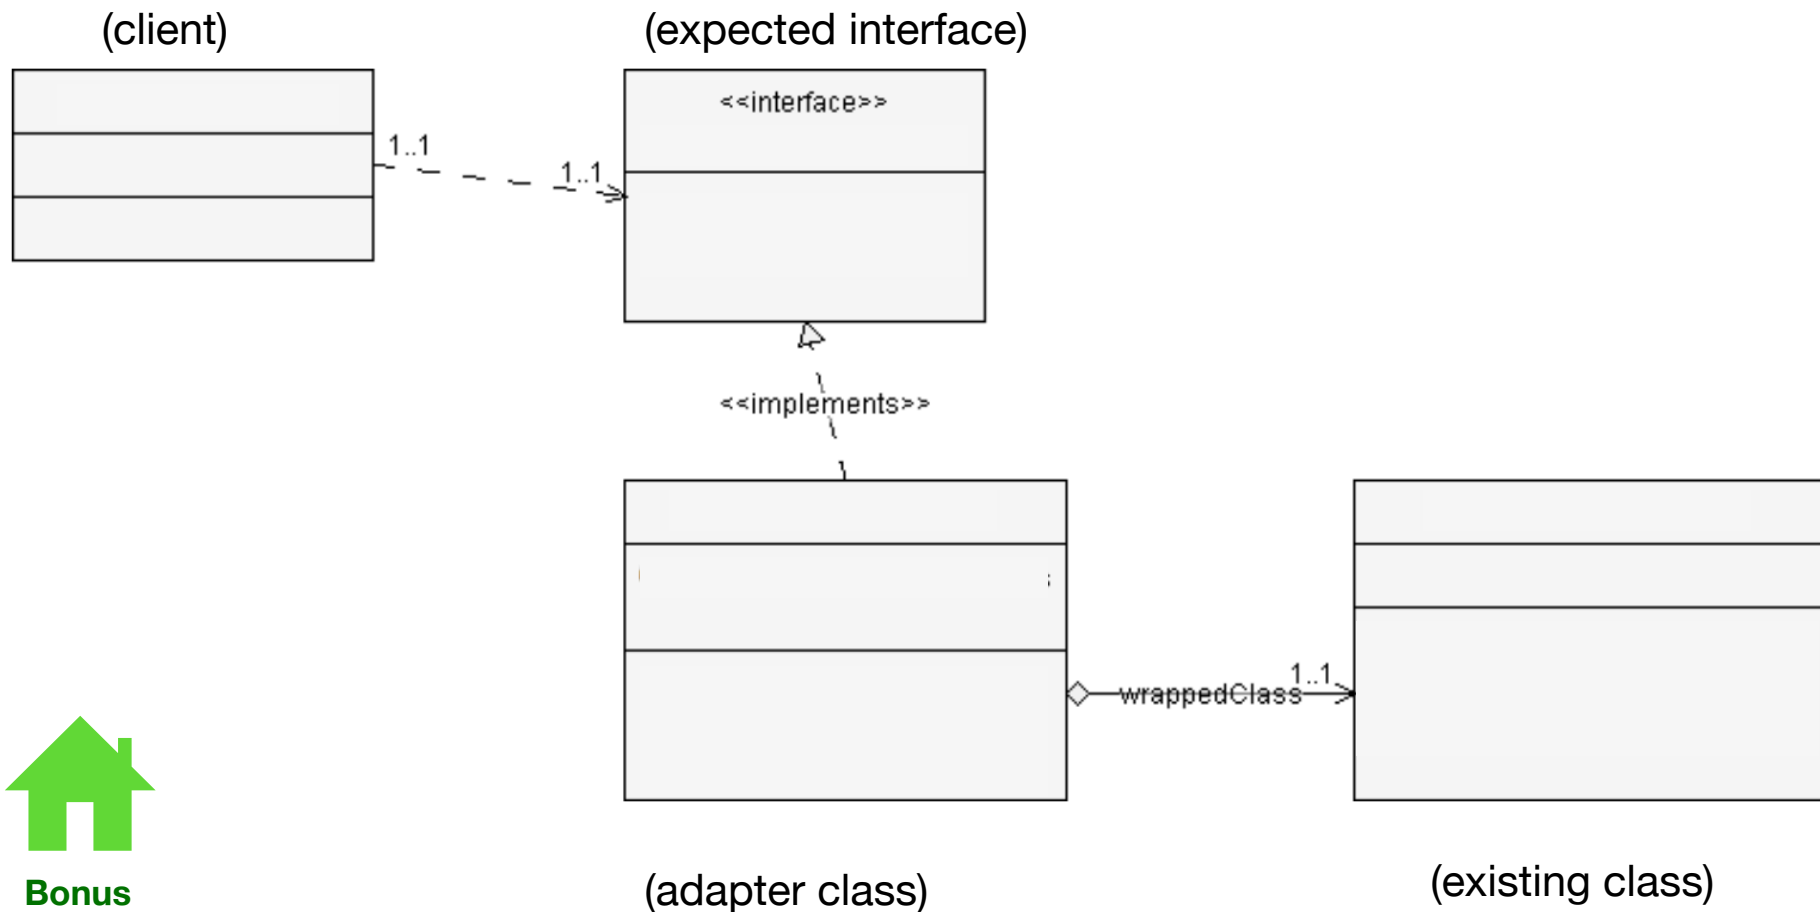 (client)
(expected interface)
<<interface>>
1..1
1..1
<<implements>>
1..1
wrappedClass
Bonus
(adapter class)
(existing class)